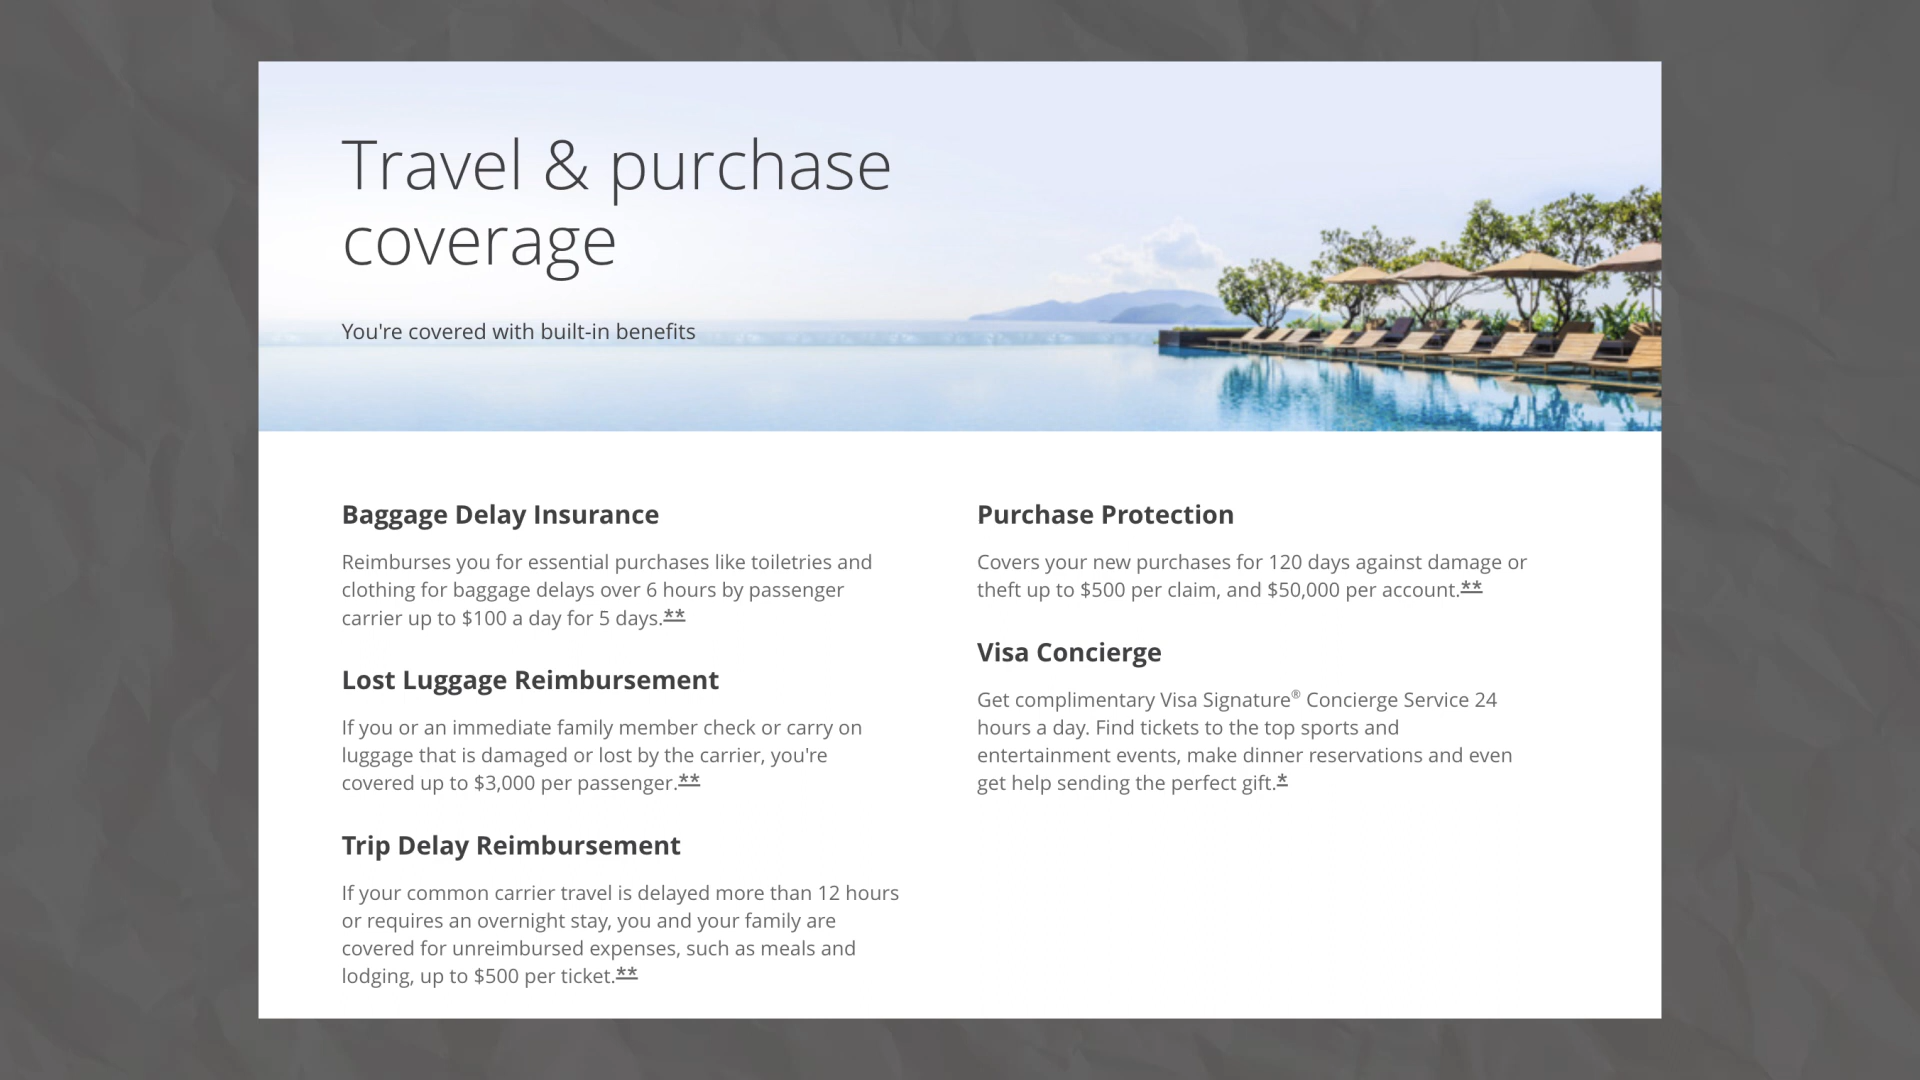 Travel & purchase
coverage
You're covered with built-in benefits
Baggage Delay Insurance
Reimburses you for essential purchases like toiletries and
clothing for baggage delays over 6 hours by passenger
carrier up to $100 a day for 5 days.**
Lost Luggage Reimbursement
If you or an immediate family member check or carry on
luggage that is damaged or lost by the carrier, you're
covered up to $3,000 per passenger.**
Trip Delay Reimbursement
If your common carrier travel is delayed more than 12 hours
or requires an overnight stay, you and your family are
covered for unreimbursed expenses, such as meals and
lodging, up to $500 per ticket.**
Purchase Protection
Covers your new purchases for 120 days against damage or
theft up to $500 per claim, and $50,000 per account.**
Visa Concierge
Get complimentary Visa Signature® Concierge Service 24
hours a day. Find tickets to the top sports and
entertainment events, make dinner reservations and even
get help sending the perfect gift.*